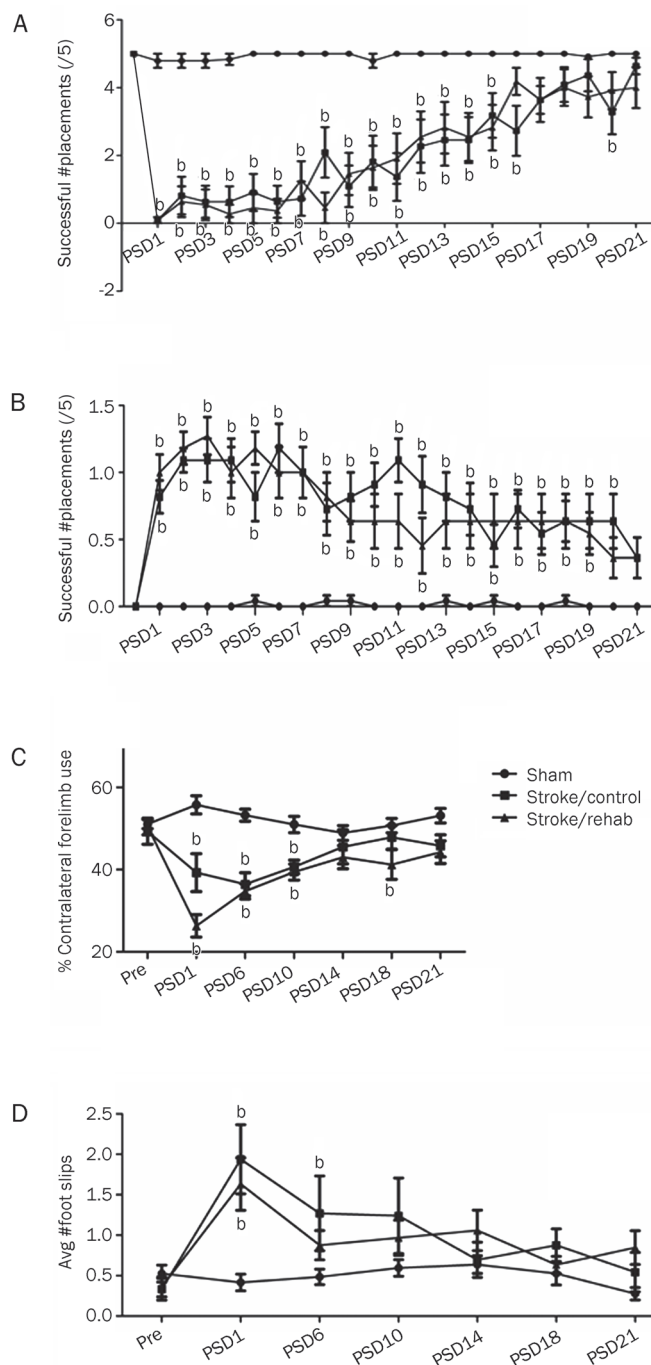 A
Successful #placements (/5)
6
4
2
0
-2
b b b b b b b b b b b b b b b
b b b b b b b b b b b b b b b b
PSD1 PSD3 PSD5 PSD7 PSD9 PSD11 PSD13 PSD15 PSD17 PSD19 PSD21
B
Successful #placements (/5)
1.5
1.0
0.5
0.0
b b b b b b b b b b b b b b b b b b b b
b b b b b b b b b b b b b b b b b b b
PSD1 PSD3 PSD5 PSD7 PSD9 PSD11 PSD13 PSD15 PSD17 PSD19 PSD21
C
% Contralateral forelimb use
60
40
20
b b b
b b b b
Pre PSD1 PSD6 PSD10 PSD14 PSD18 PSD21
Sham
Stroke/control
Stroke/rehab
D
Avg #foot slips
2.5
2.0
1.5
1.0
0.5
0.0
b b
b
Pre PSD1 PSD6 PSD10 PSD14 PSD18 PSD21